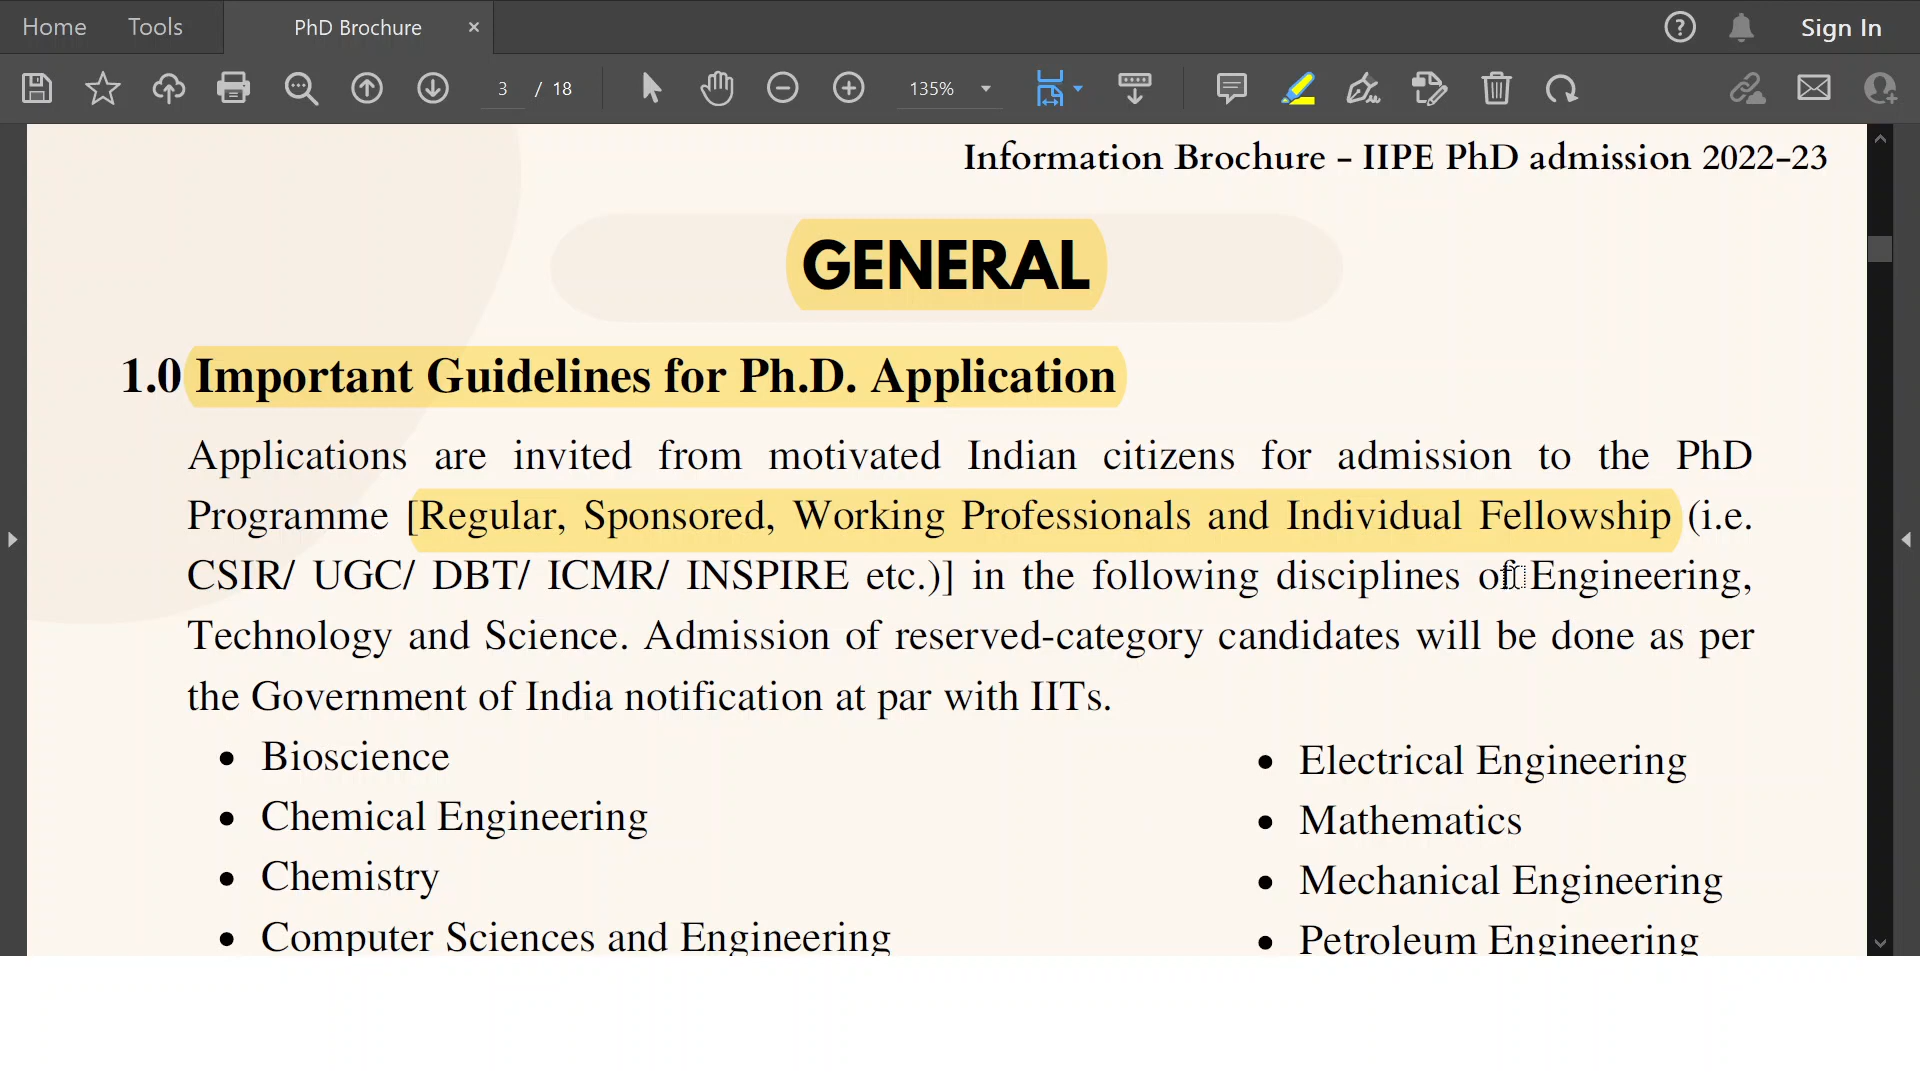 Home Tools PhD Brochure × ? Sign In
3 / 18 135%
Information Brochure - IIPE PhD admission 2022-23
GENERAL
1.0 Important Guidelines for Ph.D. Application
Applications are invited from motivated Indian citizens for admission to the PhD
Programme [Regular, Sponsored, Working Professionals and Individual Fellowship (i.e.
CSIR/ UGC/ DBT/ ICMR/ INSPIRE etc.)] in the following disciplines of Engineering,
Technology and Science. Admission of reserved-category candidates will be done as per
the Government of India notification at par with IITs.
• Bioscience
• Chemical Engineering
• Chemistry
• Computer Sciences and Engineering
• Electrical Engineering
• Mathematics
• Mechanical Engineering
• Petroleum Engineering